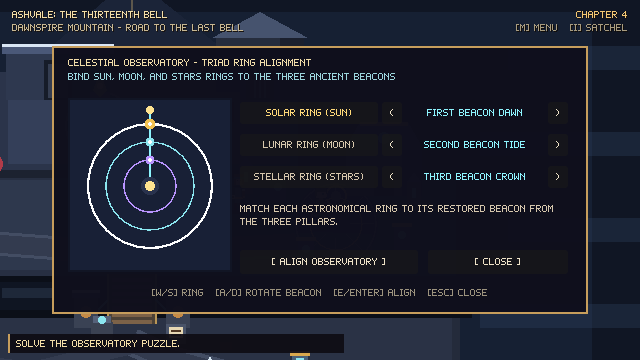 ASHVALE: THE THIRTEENTH BELL
CHAPTER 4
DAWNSPIRE MOUNTAIN - ROAD TO THE LAST BELL
[M] MENU [I] SATCHEL
CELESTIAL OBSERVATORY - TRIAD RING ALIGNMENT
BIND SUN, MOON, AND STARS RINGS TO THE THREE ANCIENT BEACONS
SOLAR RING (SUN) < FIRST BEACON DAWN >
LUNAR RING (MOON) < SECOND BEACON TIDE >
STELLAR RING (STARS) < THIRD BEACON CROWN >
MATCH EACH ASTRONOMICAL RING TO ITS RESTORED BEACON FROM
THE THREE PILLARS.
[ ALIGN OBSERVATORY ] [ CLOSE ]
[W/S] RING [A/D] ROTATE BEACON [E/ENTER] ALIGN [ESC] CLOSE
SOLVE THE OBSERVATORY PUZZLE.